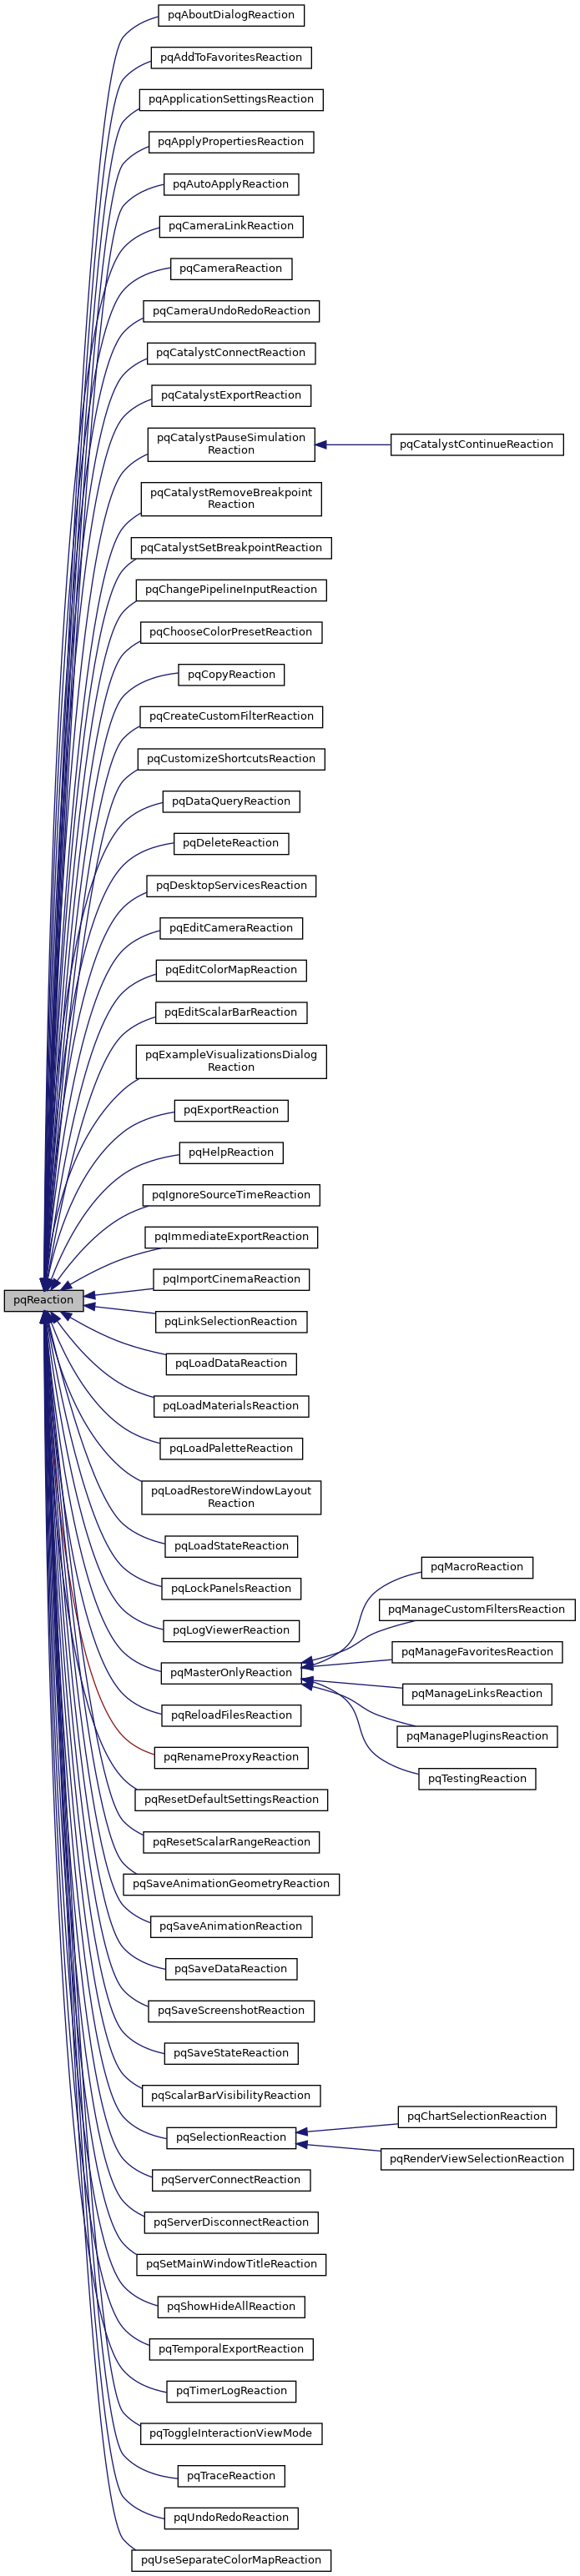 pqAboutDialogReaction
pqAddToFavoritesReaction
pqApplicationSettingsReaction
pqApplyPropertiesReaction
pqAutoApplyReaction
pqCameraLinkReaction
pqCameraReaction
pqCameraUndoRedoReaction
pqCatalystConnectReaction
pqCatalystExportReaction
pqCatalystPauseSimulation
Reaction
pqCatalystContinueReaction
pqCatalystRemoveBreakpoint
Reaction
pqCatalystSetBreakpointReaction
pqChangePipelineInputReaction
pqChooseColorPresetReaction
pqCopyReaction
pqCreateCustomFilterReaction
pqCustomizeShortcutsReaction
pqDataQueryReaction
pqDeleteReaction
pqDesktopServicesReaction
pqEditCameraReaction
pqEditColorMapReaction
pqEditScalarBarReaction
pqExampleVisualizationsDialog
Reaction
pqExportReaction
pqHelpReaction
pqIgnoreSourceTimeReaction
pqImmediateExportReaction
pqImportCinemaReaction
pqReaction
pqLinkSelectionReaction
pqLoadDataReaction
pqLoadMaterialsReaction
pqLoadPaletteReaction
pqLoadRestoreWindowLayout
Reaction
pqLoadStateReaction
pqLockPanelsReaction
pqLogViewerReaction
pqMasterOnlyReaction
pqMacroReaction
pqManageCustomFiltersReaction
pqManageFavoritesReaction
pqManageLinksReaction
pqManagePluginsReaction
pqTestingReaction
pqReloadFilesReaction
pqRenameProxyReaction
pqResetDefaultSettingsReaction
pqResetScalarRangeReaction
pqSaveAnimationGeometryReaction
pqSaveAnimationReaction
pqSaveDataReaction
pqSaveScreenshotReaction
pqSaveStateReaction
pqScalarBarVisibilityReaction
pqSelectionReaction
pqChartSelectionReaction
pqRenderViewSelectionReaction
pqServerConnectReaction
pqServerDisconnectReaction
pqSetMainWindowTitleReaction
pqShowHideAllReaction
pqTemporalExportReaction
pqTimerLogReaction
pqToggleInteractionViewMode
pqTraceReaction
pqUndoRedoReaction
pqUseSeparateColorMapReaction